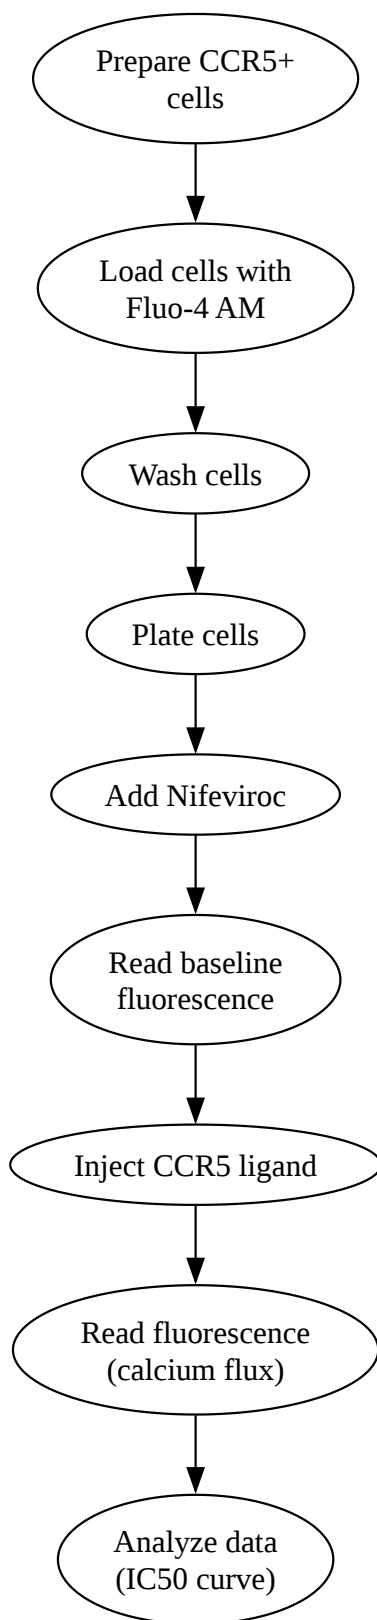 Prepare CCR5+
cells
Load cells with
Fluo-4 AM
Wash cells
Plate cells
Add Nifeviroc
Read baseline
fluorescence
Inject CCR5 ligand
Read fluorescence
(calcium flux)
Analyze data
(IC50 curve)